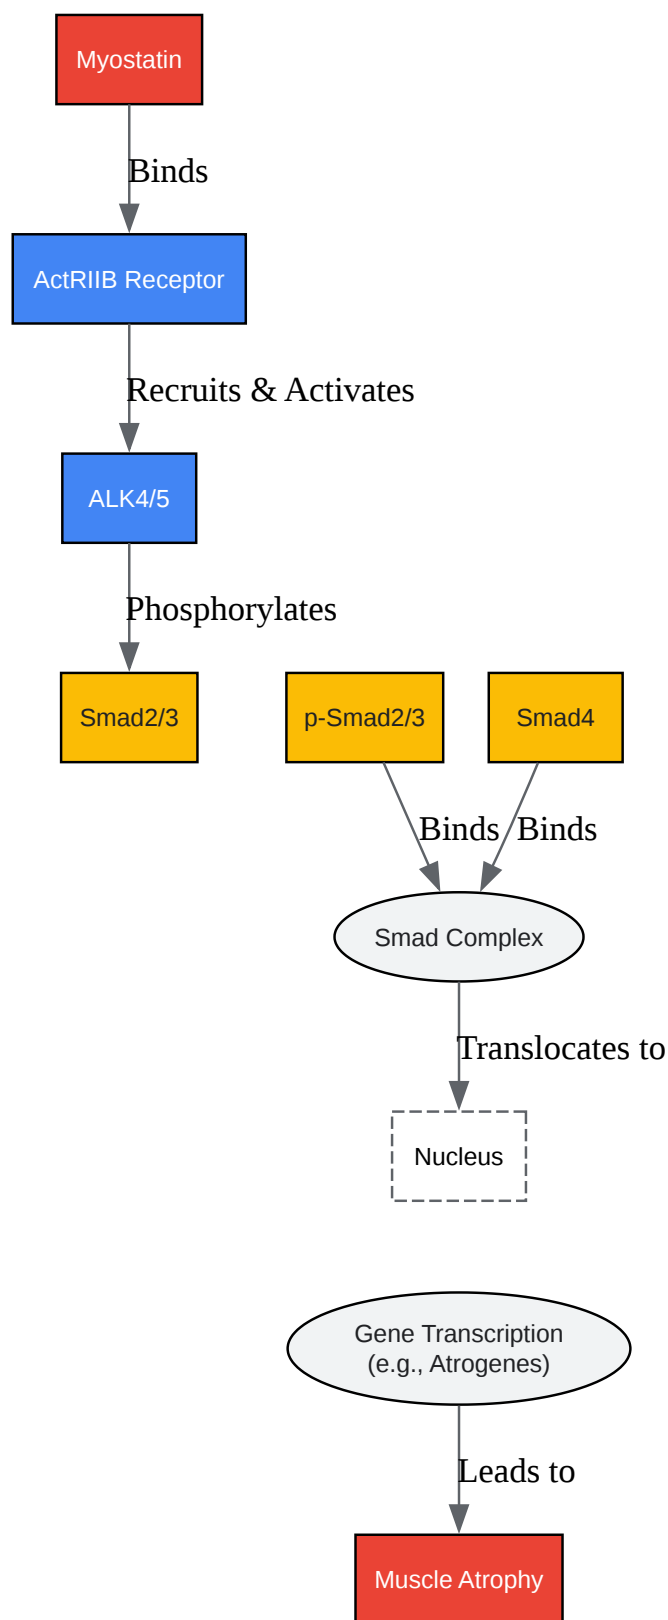 Myostatin
Binds
ActRIIB Receptor
Recruits & Activates
ALK4/5
Phosphorylates
Smad2/3
p-Smad2/3
Smad4
Binds
Binds
Smad Complex
Translocates to
Nucleus
Gene Transcription
(e.g., Atrogenes)
Leads to
Muscle Atrophy